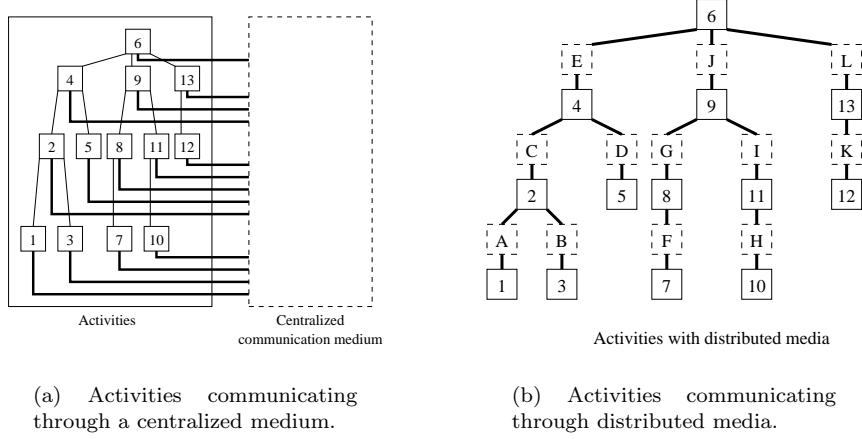 6
4 9 13
2 5 8 11 12
1 3 7 10
Activities
Centralized
communication medium
(a) Activities communicating
through a centralized medium.
6
E J L
4 9 13
C D G I K
2 5 8 11 12
A B F H
1 3 7 10
Activities with distributed media
(b) Activities communicating
through distributed media.